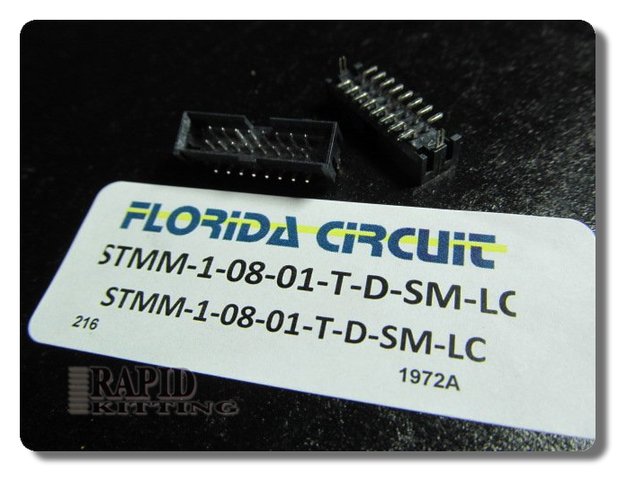 FLORIDA CIRCUIT
STMM-1-08-01-T-D-SM-LC
STMM-1-08-01-T-D-SM-LC
216
1972A
RAPID
KITTING